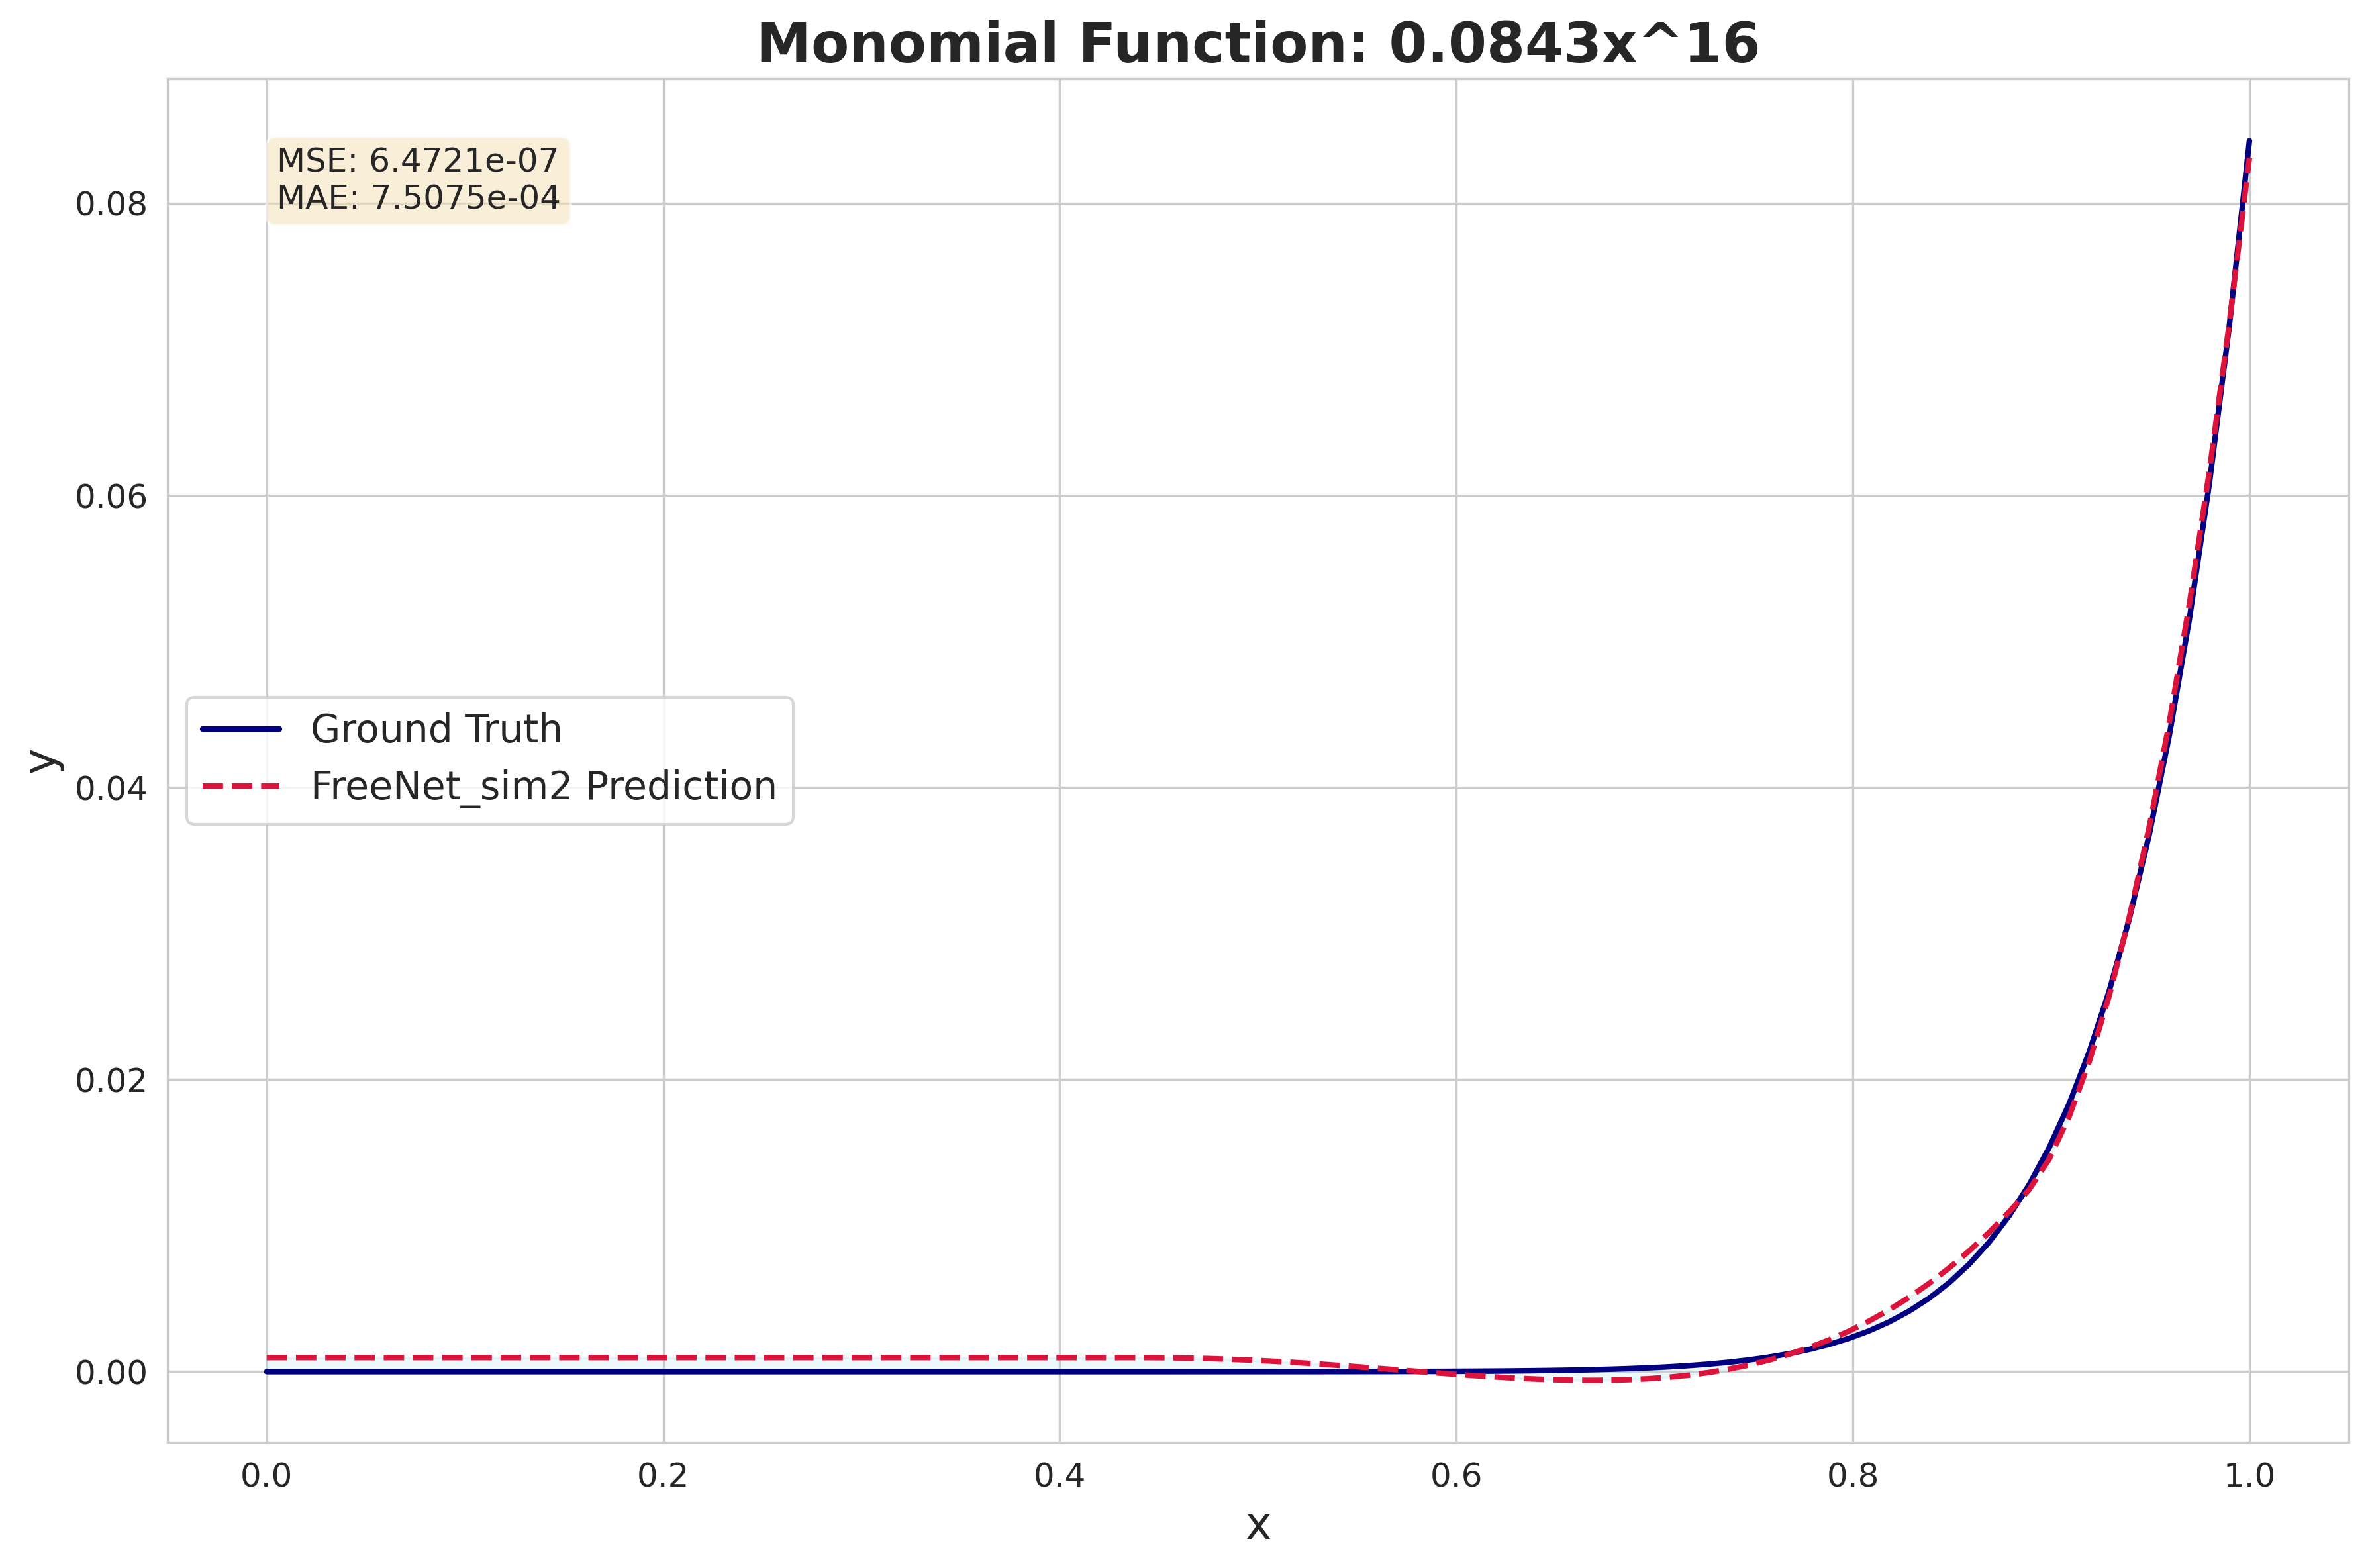 Monomial Function: 0.0843x^16
MSE: 6.4721e-07
MAE: 7.5075e-04
0.08
0.06
Ground Truth
FreeNet_sim2 Prediction
y
0.04
0.02
0.00
0.0 0.2 0.4 0.6 0.8 1.0
x